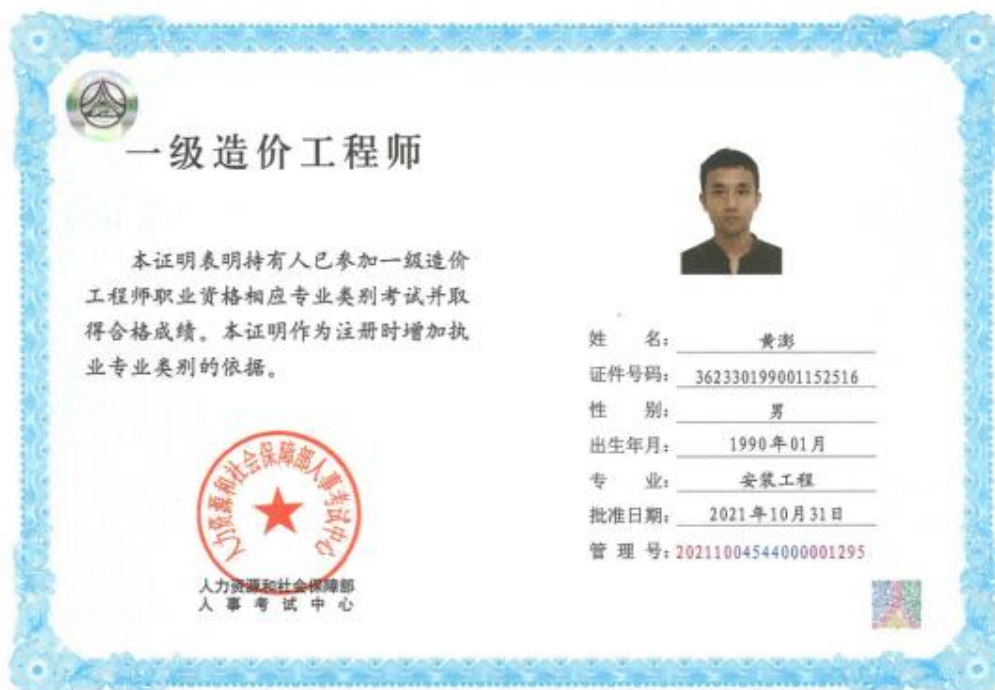 一级造价工程师
本证明表明持有人已参加一级造价
工程师职业资格相应专业类别考试并取
得合格成绩。本证明作为注册时增加执
业专业类别的依据。
人力资源和社会保障部人事考试中心
人力资源和社会保障部
人事考试中心
姓 名: 黄澎
证件号码: 362330199001152516
性 别: 男
出生年月: 1990年01月
专 业: 安装工程
批准日期: 2021年10月31日
管 理 号: 20211004544000001295